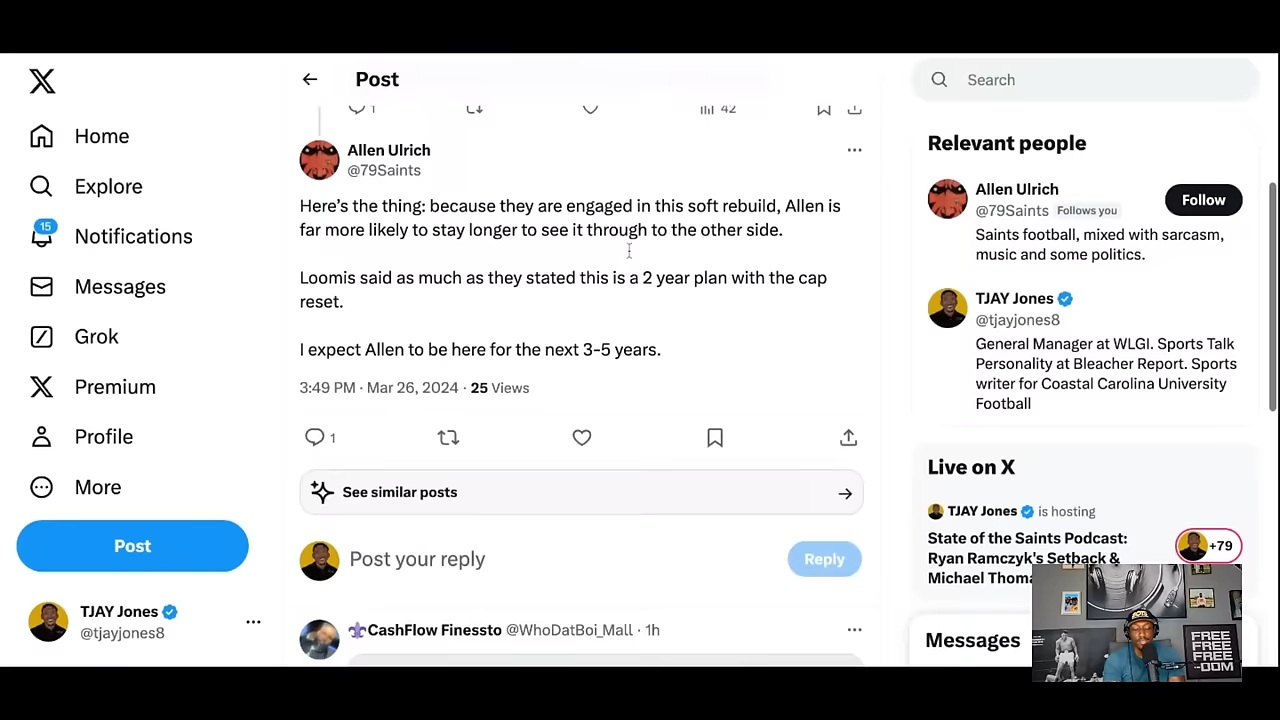 Home
Explore
15
Notifications
Messages
Grok
Premium
Profile
More
Post
TJAY Jones
@tjayjones8
Post
1
42
Allen Ulrich
@79Saints
Here’s the thing: because they are engaged in this soft rebuild, Allen is
far more likely to stay longer to see it through to the other side.
Loomis said as much as they stated this is a 2 year plan with the cap
reset.
I expect Allen to be here for the next 3-5 years.
3:49 PM · Mar 26, 2024 · 25 Views
1
See similar posts
Post your reply
Reply
⚜️CashFlow Finessto @WhoDatBoi_Mall · 1h
Search
Relevant people
Allen Ulrich
@79Saints Follows you
Follow
Saints football, mixed with sarcasm,
music and some politics.
TJAY Jones
@tjayjones8
General Manager at WLGI. Sports Talk
Personality at Bleacher Report. Sports
writer for Coastal Carolina University
Football
Live on X
TJAY Jones is hosting
State of the Saints Podcast:
Ryan Ramczyk's Setback &
Michael Thoma
+79
Messages
FREE
FREE
FREE
DOM